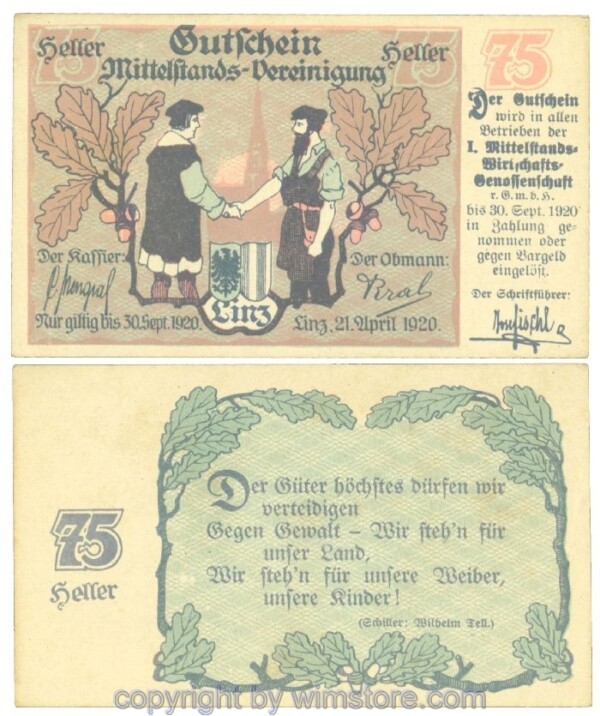 75 75 75
Heller Gutschein Heller
Mittelstands-Vereinigung
Der Kassier:
Der Obmann:
Kral
Nur giltig bis 30. Sept. 1920.
Linz
Linz, 21. April 1920.
Der Gutschein
wird in allen
Betrieben der
I. Mittelstands-
Wirtschafts-
Genossenschaft
r. G. m. b. H.
bis 30. Sept. 1920
in Zahlung ge-
nommen oder
gegen Bargeld
eingelöst.
Der Schriftführer:
75
Heller
Der Güter höchstes dürfen wir
verteidigen
Gegen Gewalt – Wir steh'n für
unser Land,
Wir steh'n für unsere Weiber,
unsere Kinder!
(Schiller: Wilhelm Tell.)
copyright by wimstore.com